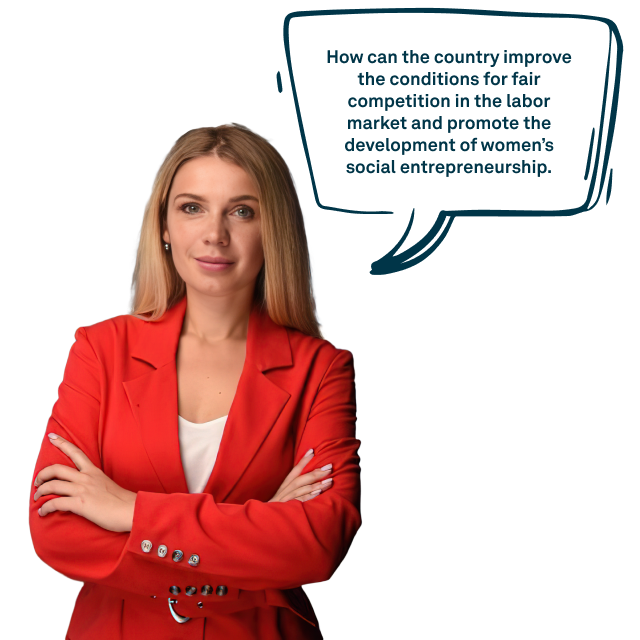 How can the country improve
the conditions for fair
competition in the labor
market and promote the
development of women's
social entrepreneurship.